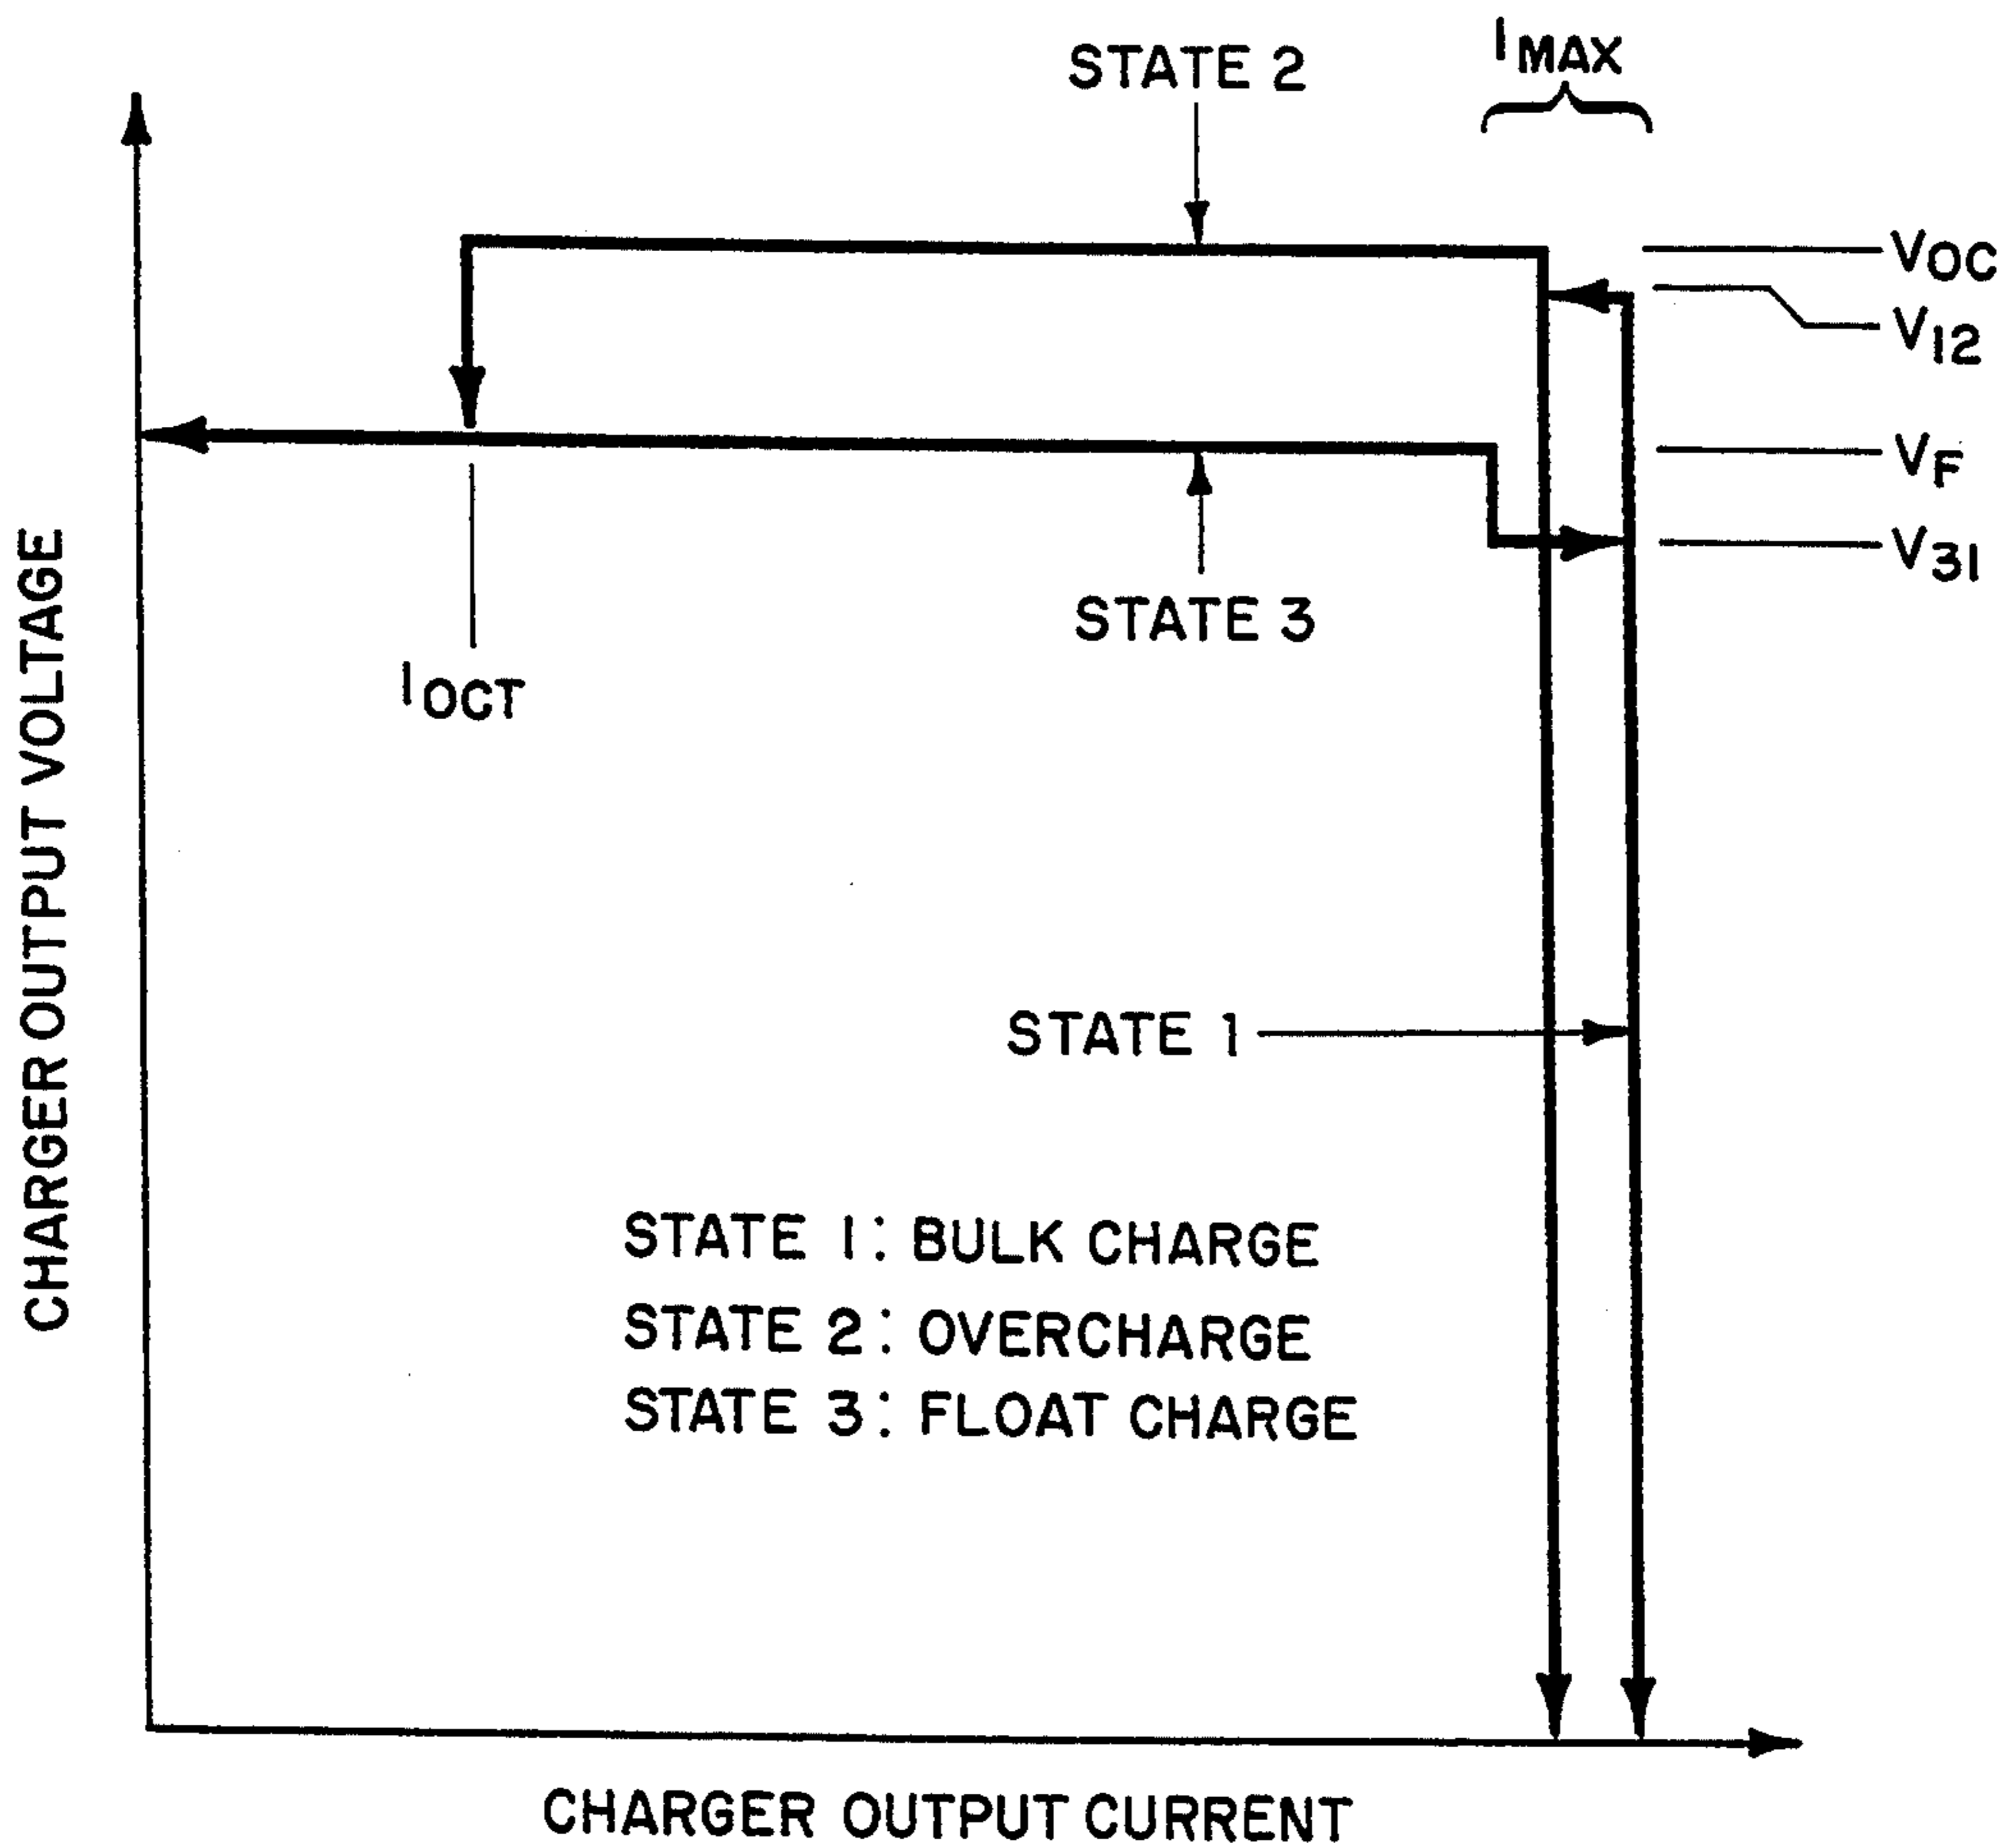 STATE 2
IMAX
VOC
V12
VF
V31
STATE 3
IOCT
CHARGER OUTPUT VOLTAGE
STATE 1
STATE 1: BULK CHARGE
STATE 2: OVERCHARGE
STATE 3: FLOAT CHARGE
CHARGER OUTPUT CURRENT